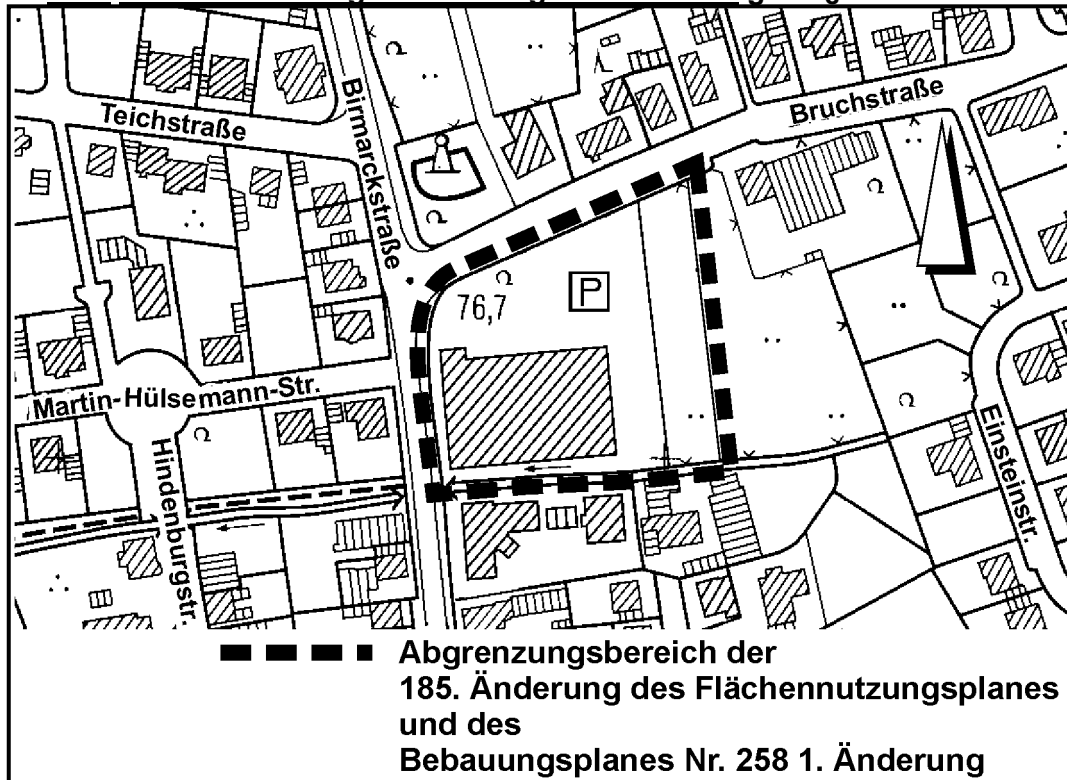 Teichstraße
Birmarckstraße
Bruchstraße
76,7
P
Martin-Hülsemann-Str.
Hindenburgstr.
Einsteinstr.
Abgrenzungsbereich der
185. Änderung des Flächennutzungsplanes
und des
Bebauungsplanes Nr. 258 1. Änderung